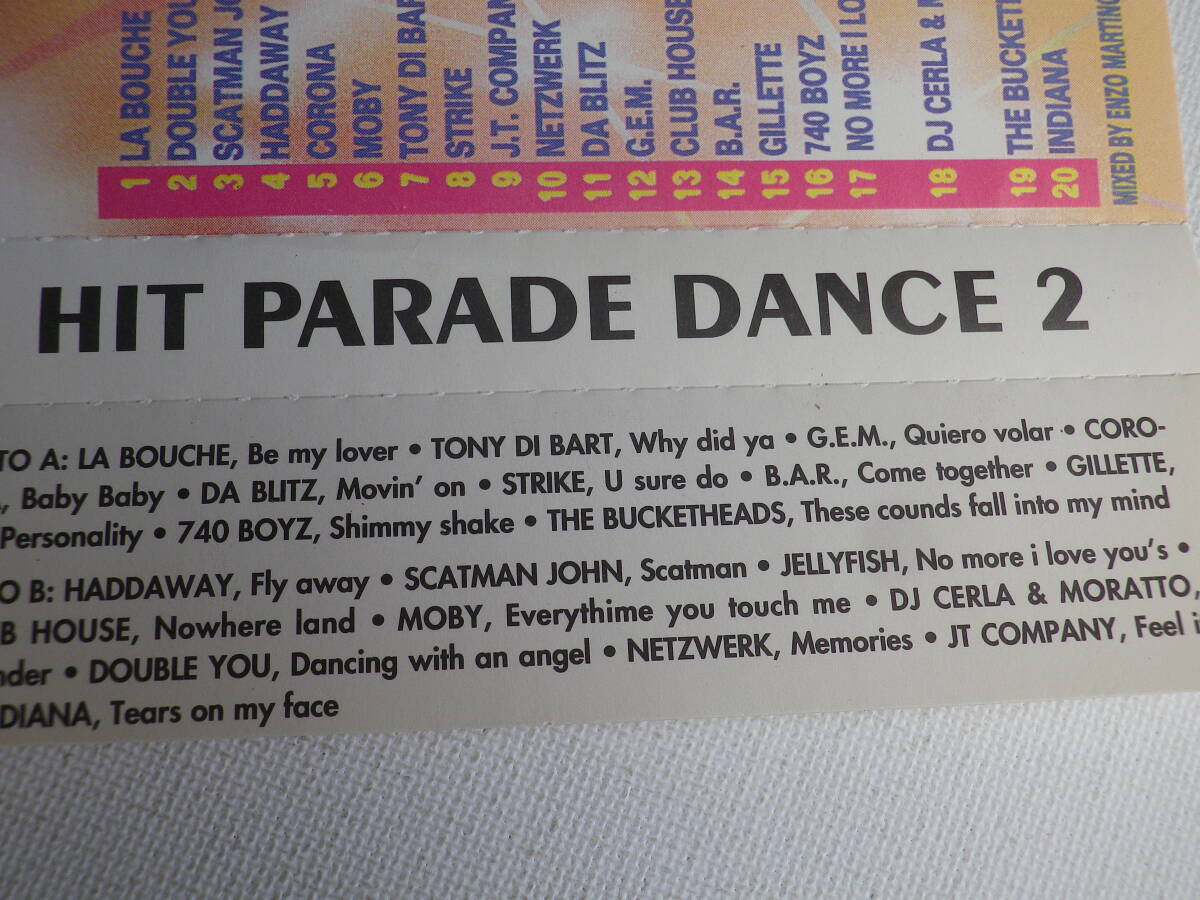 1 LA BOUCHE
2 DOUBLE YOU
3 SCATMAN JO
4 HADDAWAY
5 CORONA
6 MOBY
7 TONY DI BAR
8 STRIKE
9 J.T. COMPAN
10 NETZWERK
11 DA BLITZ
12 G.E.M.
13 CLUB HOUSE
14 B.A.R.
15 GILLETTE
16 740 BOYZ
17 NO MORE I LO
18 DJ CERLA & M
19 THE BUCKETE
20 INDIANA
MIXED BY ENZO MARTINO
HIT PARADE DANCE 2
TO A: LA BOUCHE, Be my lover • TONY DI BART, Why did ya • G.E.M., Quiero volar • CORO-
, Baby Baby • DA BLITZ, Movin' on • STRIKE, U sure do • B.A.R., Come together • GILLETTE,
Personality • 740 BOYZ, Shimmy shake • THE BUCKETHEADS, These counds fall into my mind
O B: HADDAWAY, Fly away • SCATMAN JOHN, Scatman • JELLYFISH, No more i love you's •
B HOUSE, Nowhere land • MOBY, Everythime you touch me • DJ CERLA & MORATTO,
nder • DOUBLE YOU, Dancing with an angel • NETZWERK, Memories • JT COMPANY, Feel i
DIANA, Tears on my face